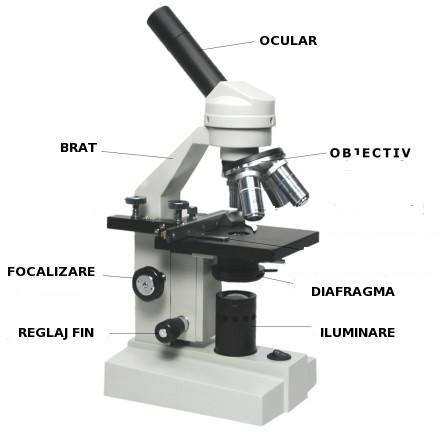 OCULAR
BRAT
OBIECTIV
FOCALIZARE
DIAFRAGMA
REGLAJ FIN
ILUMINARE